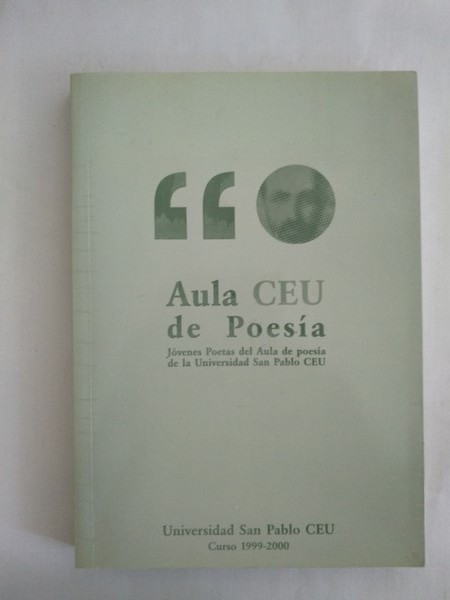 Aula CEU
de Poesía
Jóvenes Poetas del Aula de poesía
de la Universidad San Pablo CEU
Universidad San Pablo CEU
Curso 1999-2000